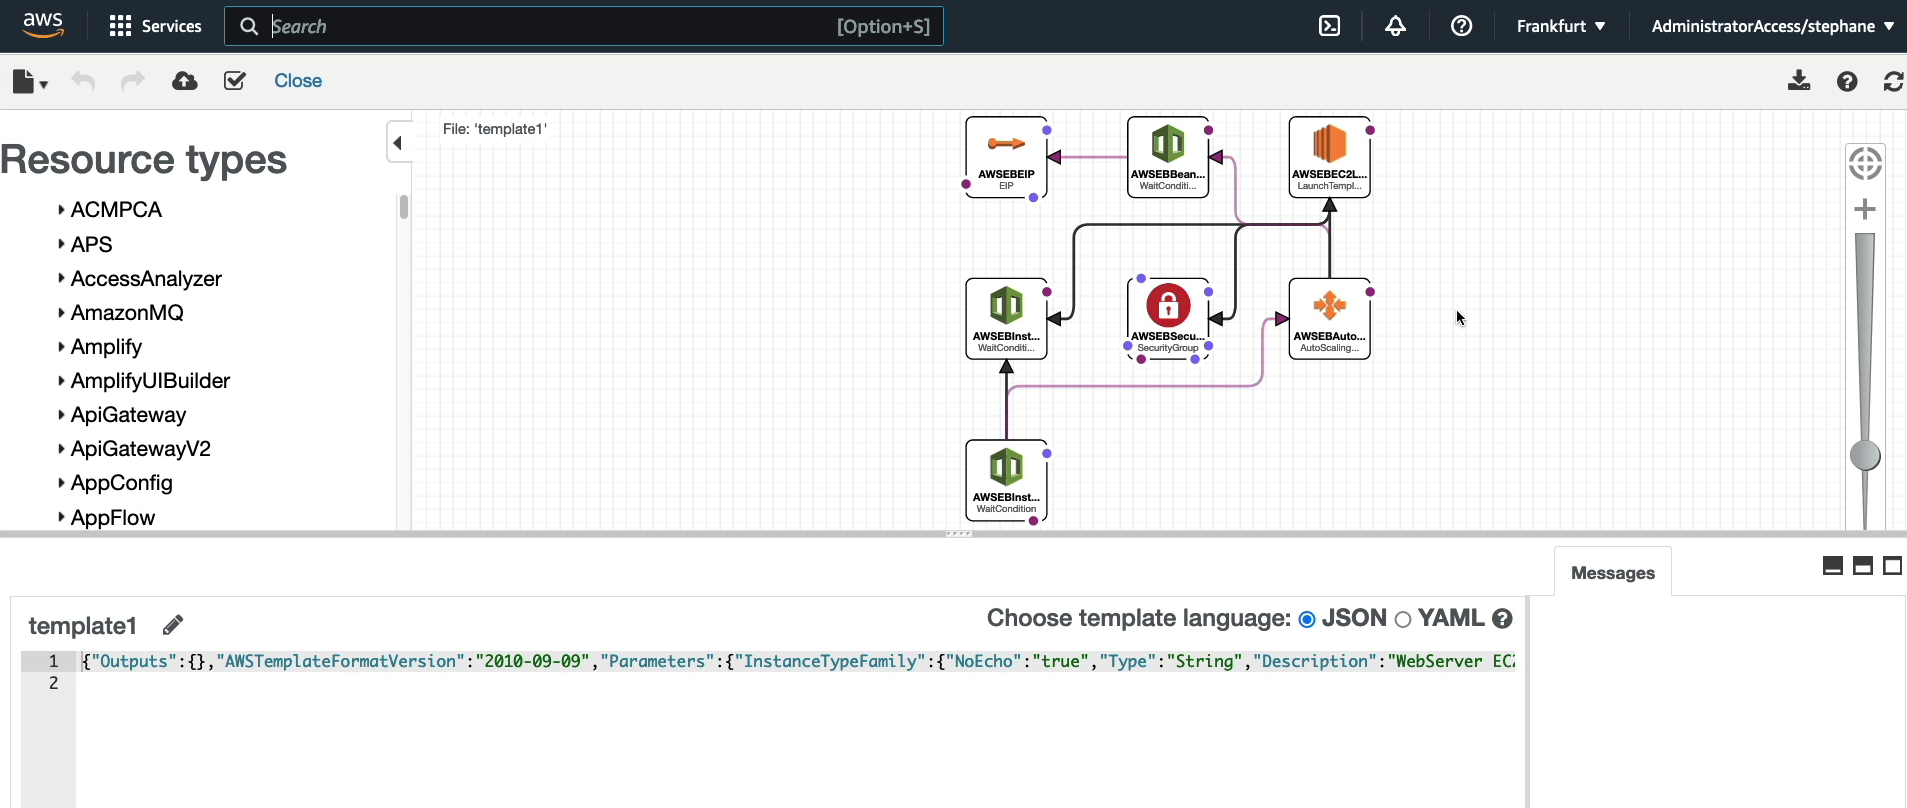 aws Services Search [Option+S] Frankfurt ▼ AdministratorAccess/stephane ▼
Close
File: 'template1'
Resource types
ACMPCA
APS
AccessAnalyzer
AmazonMQ
Amplify
AmplifyUIBuilder
ApiGateway
ApiGatewayV2
AppConfig
AppFlow
AWSEBEIP
EIP
AWSEBBean...
WaitConditi...
AWSEBEC2L...
LaunchTempl...
AWSEBInst...
WaitConditi...
AWSEBSecu...
SecurityGroup
AWSEBAuto...
AutoScaling...
AWSEBInst...
WaitCondition
Messages
template1
Choose template language: JSON YAML
1 {"Outputs":{},"AWSTemplateFormatVersion":"2010-09-09","Parameters":{"InstanceTypeFamily":{"NoEcho":"true","Type":"String","Description":"WebServer EC2
2